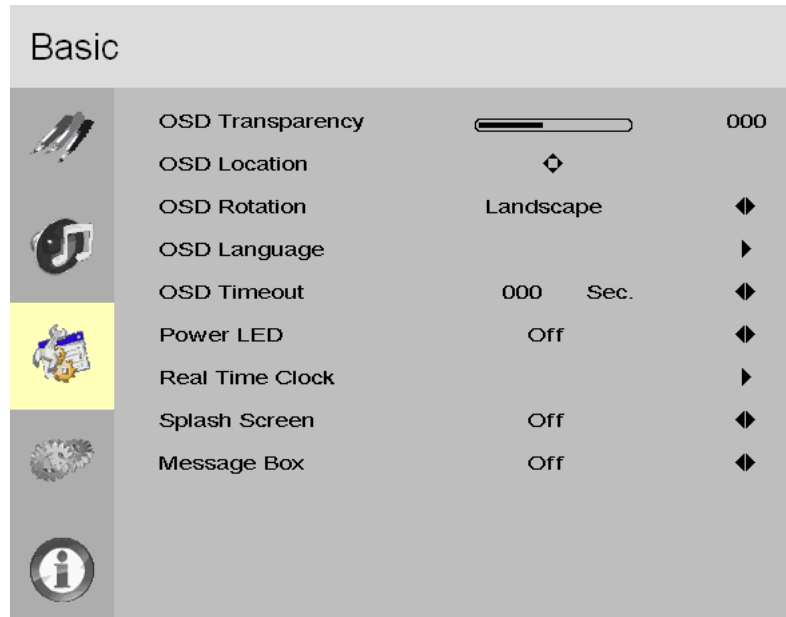 Basic
OSD Transparency 000
OSD Location
OSD Rotation Landscape
OSD Language
OSD Timeout 000 Sec.
Power LED Off
Real Time Clock
Splash Screen Off
Message Box Off